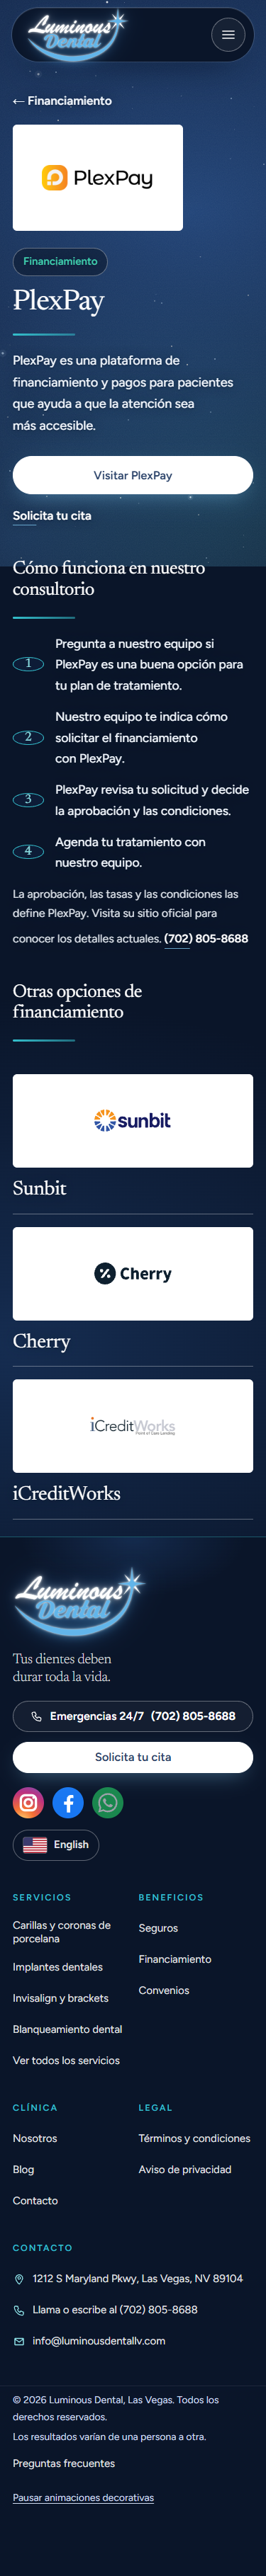 Luminous
Dental
← Financiamiento
PlexPay
Financiamiento
PlexPay
PlexPay es una plataforma de
financiamiento y pagos para pacientes
que ayuda a que la atención sea
más accesible.
Visitar PlexPay
Solicita tu cita
Cómo funciona en nuestro
consultorio
1
Pregunta a nuestro equipo si
PlexPay es una buena opción para
tu plan de tratamiento.
2
Nuestro equipo te indica cómo
solicitar el financiamiento
con PlexPay.
3
PlexPay revisa tu solicitud y decide
la aprobación y las condiciones.
4
Agenda tu tratamiento con
nuestro equipo.
La aprobación, las tasas y las condiciones las
define PlexPay. Visita su sitio oficial para
conocer los detalles actuales. (702) 805-8688
Otras opciones de
financiamiento
sunbit
Sunbit
Cherry
Cherry
iCreditWorks
iCreditWorks
Luminous
Dental
Tus dientes deben
durar toda la vida.
Emergencias 24/7 (702) 805-8688
Solicita tu cita
English
SERVICIOS
Carillas y coronas de
porcelana
Implantes dentales
Invisalign y brackets
Blanqueamiento dental
Ver todos los servicios
BENEFICIOS
Seguros
Financiamiento
Convenios
CLÍNICA
Nosotros
Blog
Contacto
LEGAL
Términos y condiciones
Aviso de privacidad
CONTACTO
1212 S Maryland Pkwy, Las Vegas, NV 89104
Llama o escribe al (702) 805-8688
info@luminousdentallv.com
© 2026 Luminous Dental, Las Vegas. Todos los
derechos reservados.
Los resultados varían de una persona a otra.
Preguntas frecuentes
Pausar animaciones decorativas